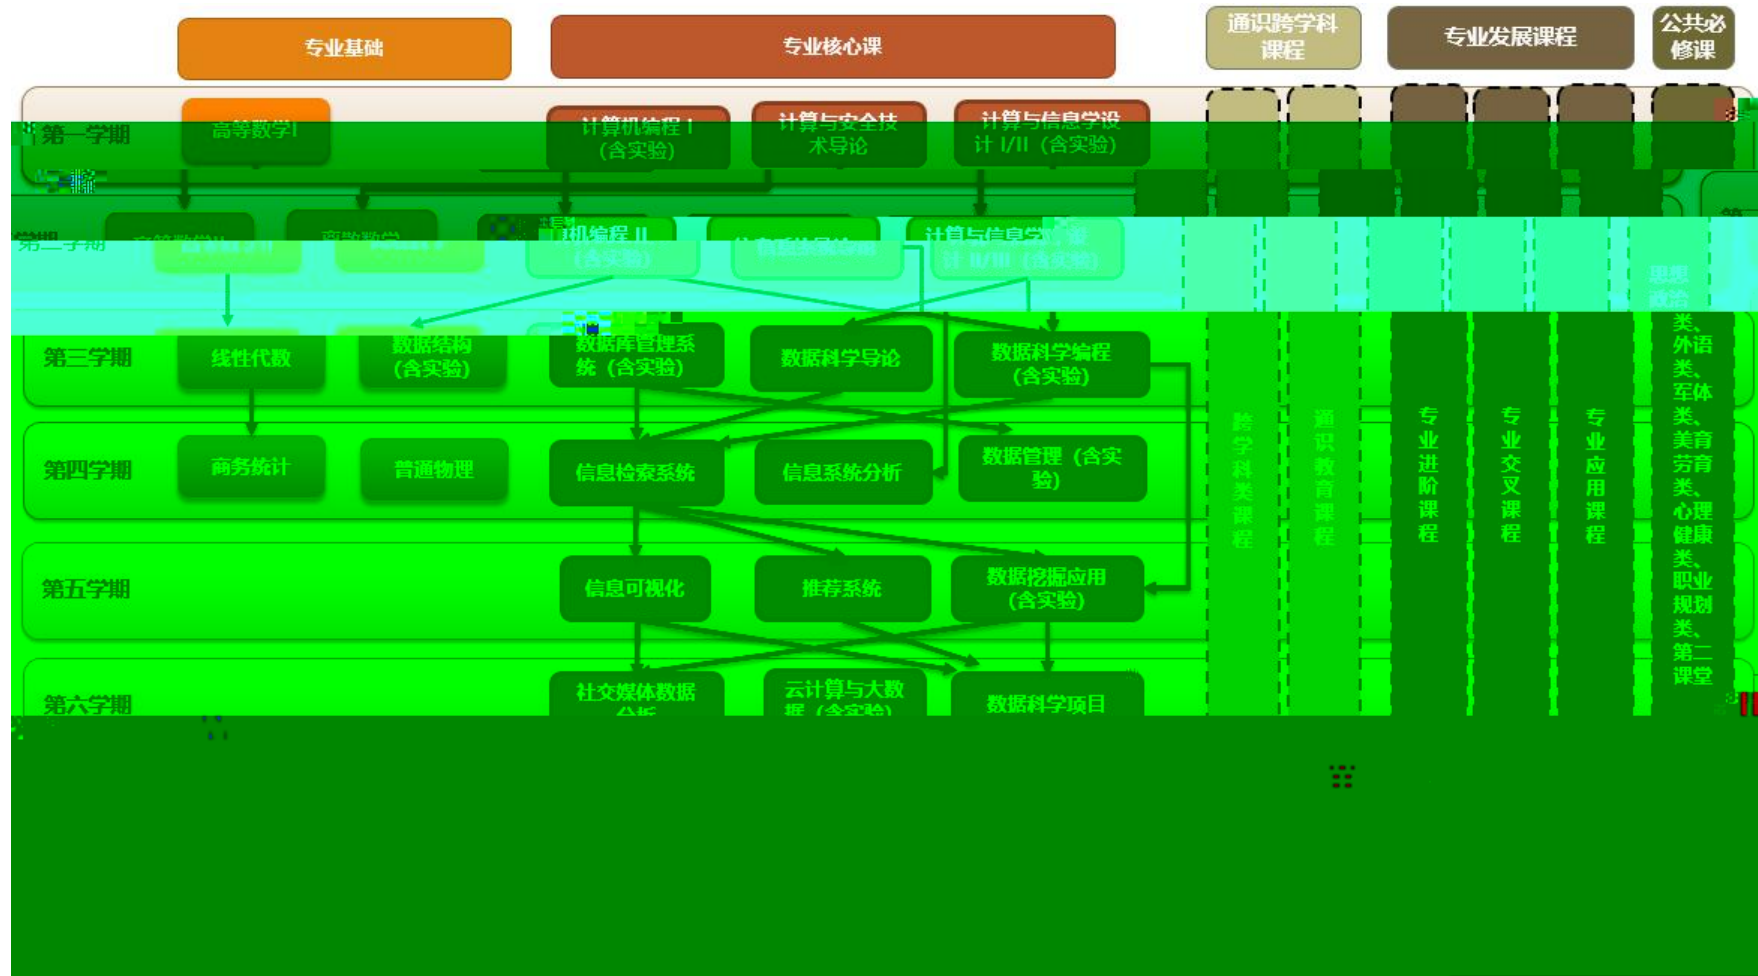 专业基础
专业核心课
通识跨学科
课程
专业发展课程
公共必
修课
第一学期
高等数学I
计算机编程 I
(含实验)
计算与安全技
术导论
计算与信息学设
计 I/II（含实验)
学期
离散数学
机编程 II
(含实验)
计算与信息学
计 II/III（含实验)
第三学期
线性代数
数据结构
(含实验)
数据库管理系
统（含实验)
数据科学导论
数据科学编程
(含实验)
第四学期
商务统计
普通物理
信息检索系统
信息系统分析
数据管理（含实
验)
第五学期
信息可视化
推荐系统
数据挖掘应用
(含实验)
第六学期
社交媒体数据
分析
云计算与大数
据（含实验)
数据科学项目
跨学科类课程
通识教育课程
专业进阶课程
专业交叉课程
专业应用课程
思想
政治
类、
外语
类、
军体
类、
美育
劳育
类、
心理
健康
类、
职业
规划
类、
第二
课堂